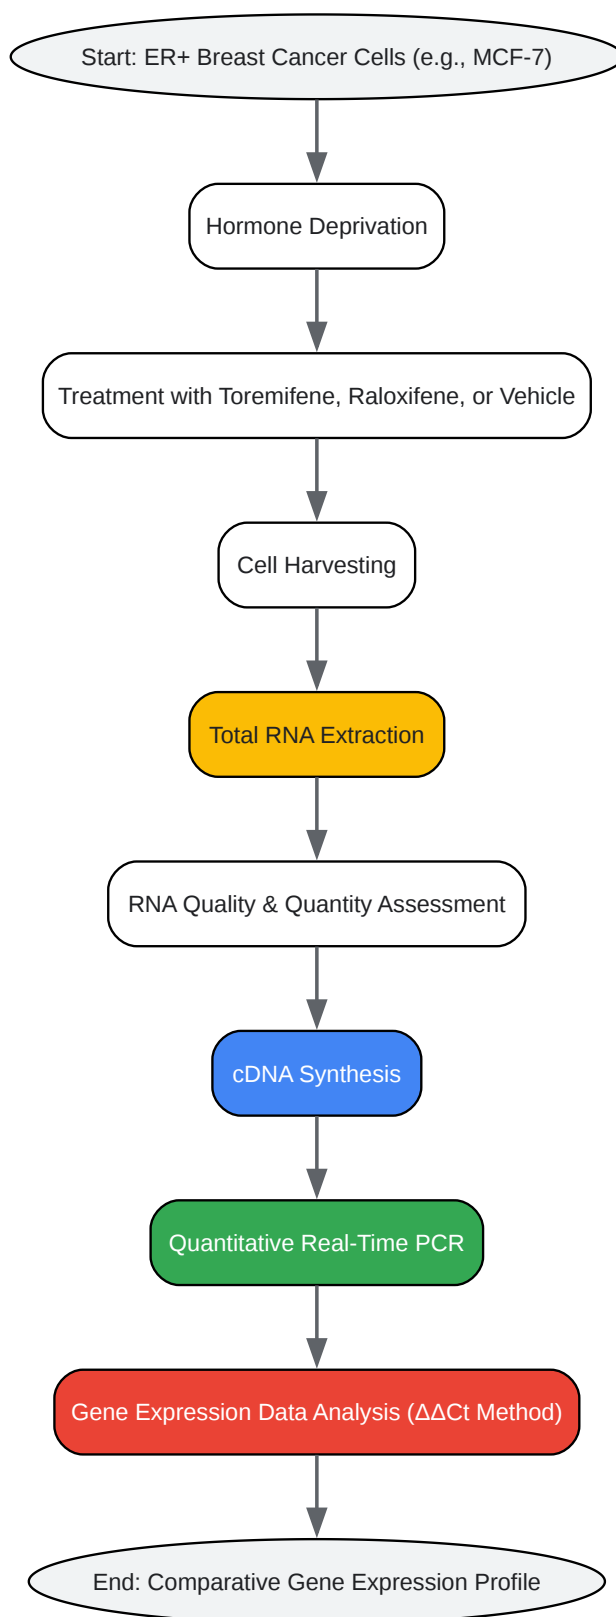 Start: ER+ Breast Cancer Cells (e.g., MCF-7)
Hormone Deprivation
Treatment with Toremifene, Raloxifene, or Vehicle
Cell Harvesting
Total RNA Extraction
RNA Quality & Quantity Assessment
cDNA Synthesis
Quantitative Real-Time PCR
Gene Expression Data Analysis (ΔΔCt Method)
End: Comparative Gene Expression Profile